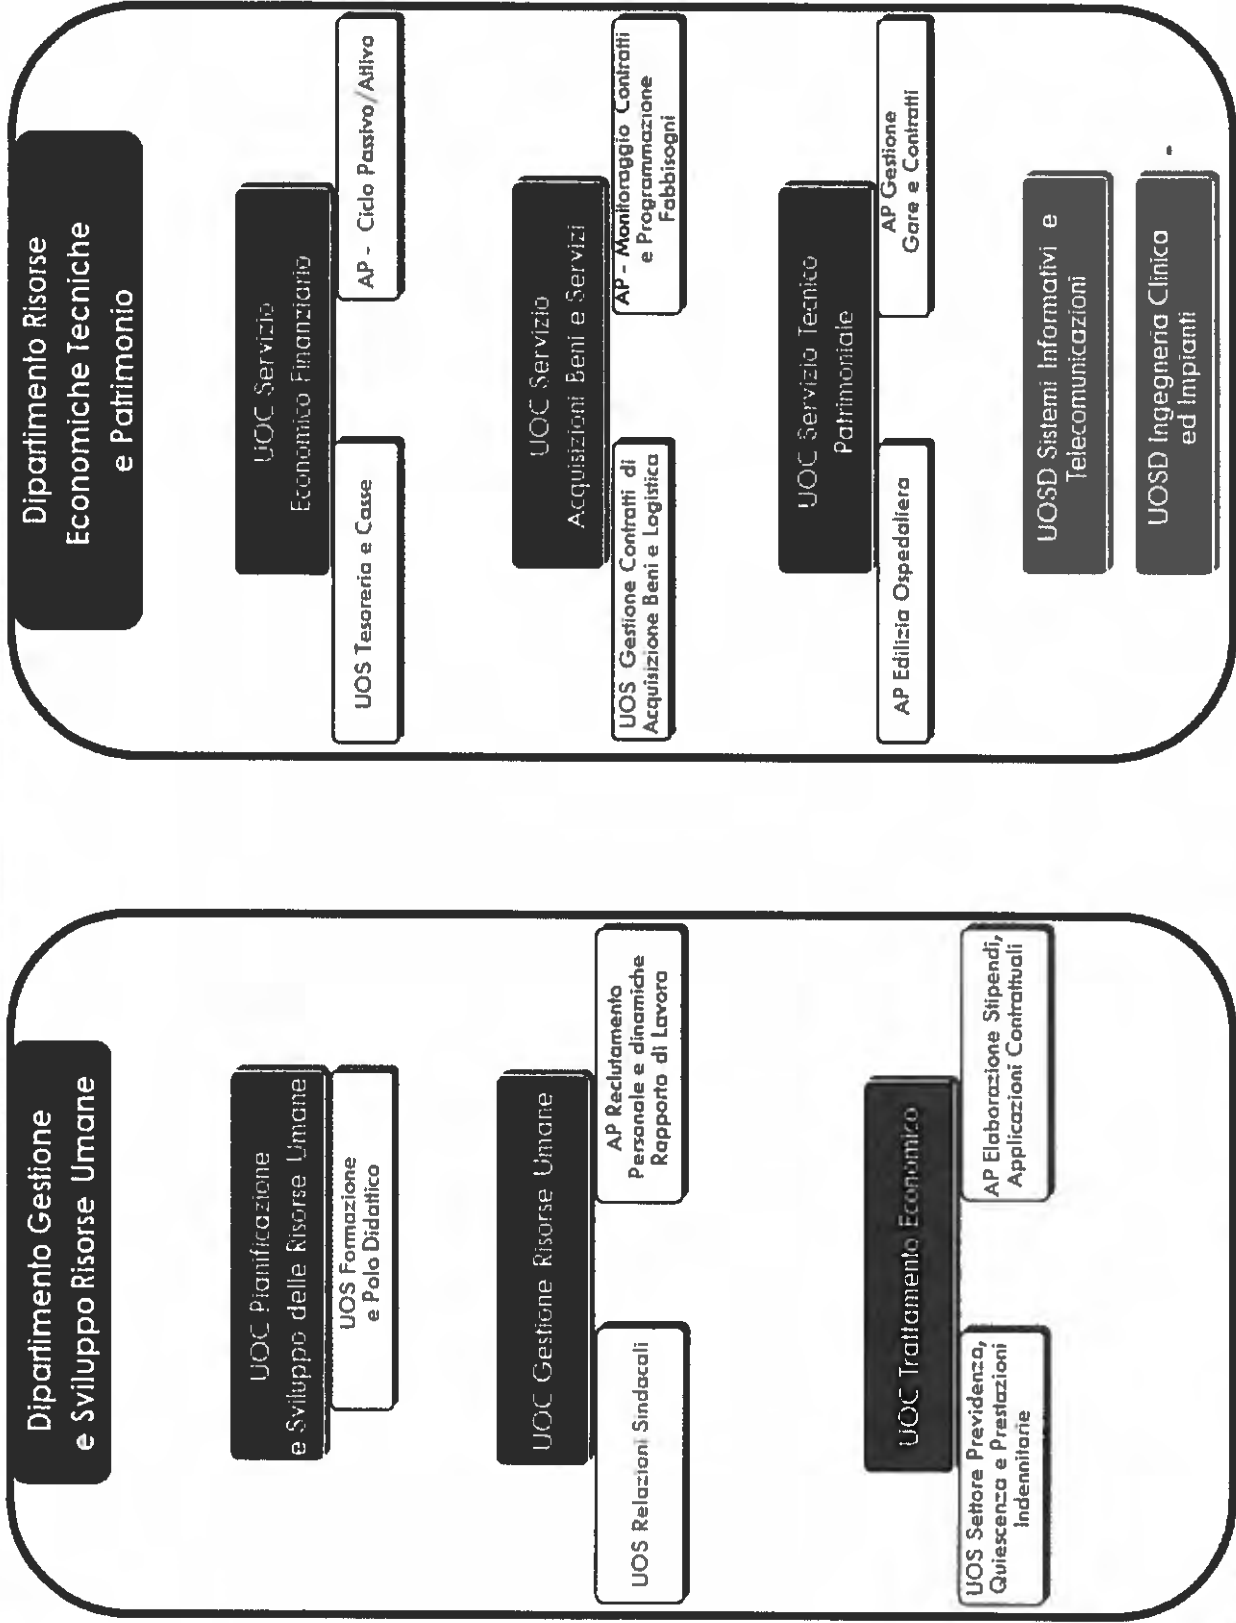 Dipartimento Gestione
e Sviluppo Risorse Umane
UOC Pianificazione
e Sviluppo delle Risorse Umane
UOS Formazione
e Polo Didattico
UOC Gestione Risorse Umane
UOS Relazioni Sindacali
AP Reclutamento
Personale e dinamiche
Rapporto di Lavoro
UOC Trattamento Economico
UOS Settore Previdenza,
Quiescenza e Prestazioni
Indennitarie
AP Elaborazione Stipendi,
Applicazioni Contrattuali
Dipartimento Risorse
Economiche Tecniche
e Patrimonio
UOC Servizio
Economico Finanziario
UOS Tesoreria e Case
AP - Ciclo Passivo/Attivo
UOC Servizio
Acquisizioni Beni e Servizi
UOS Gestione Contratti di
Acquisizione Beni e Logistica
AP - Monitoraggio Contratti
e Programmazione
Fabbisogni
UOC Servizio Tecnico
Patrimoniale
AP Edilizia Ospedaliera
AP Gestione
Gare e Contratti
UOSD Sistemi Informativi e
Telecomunicazioni
UOSD Ingegneria Clinica
ed Impianti